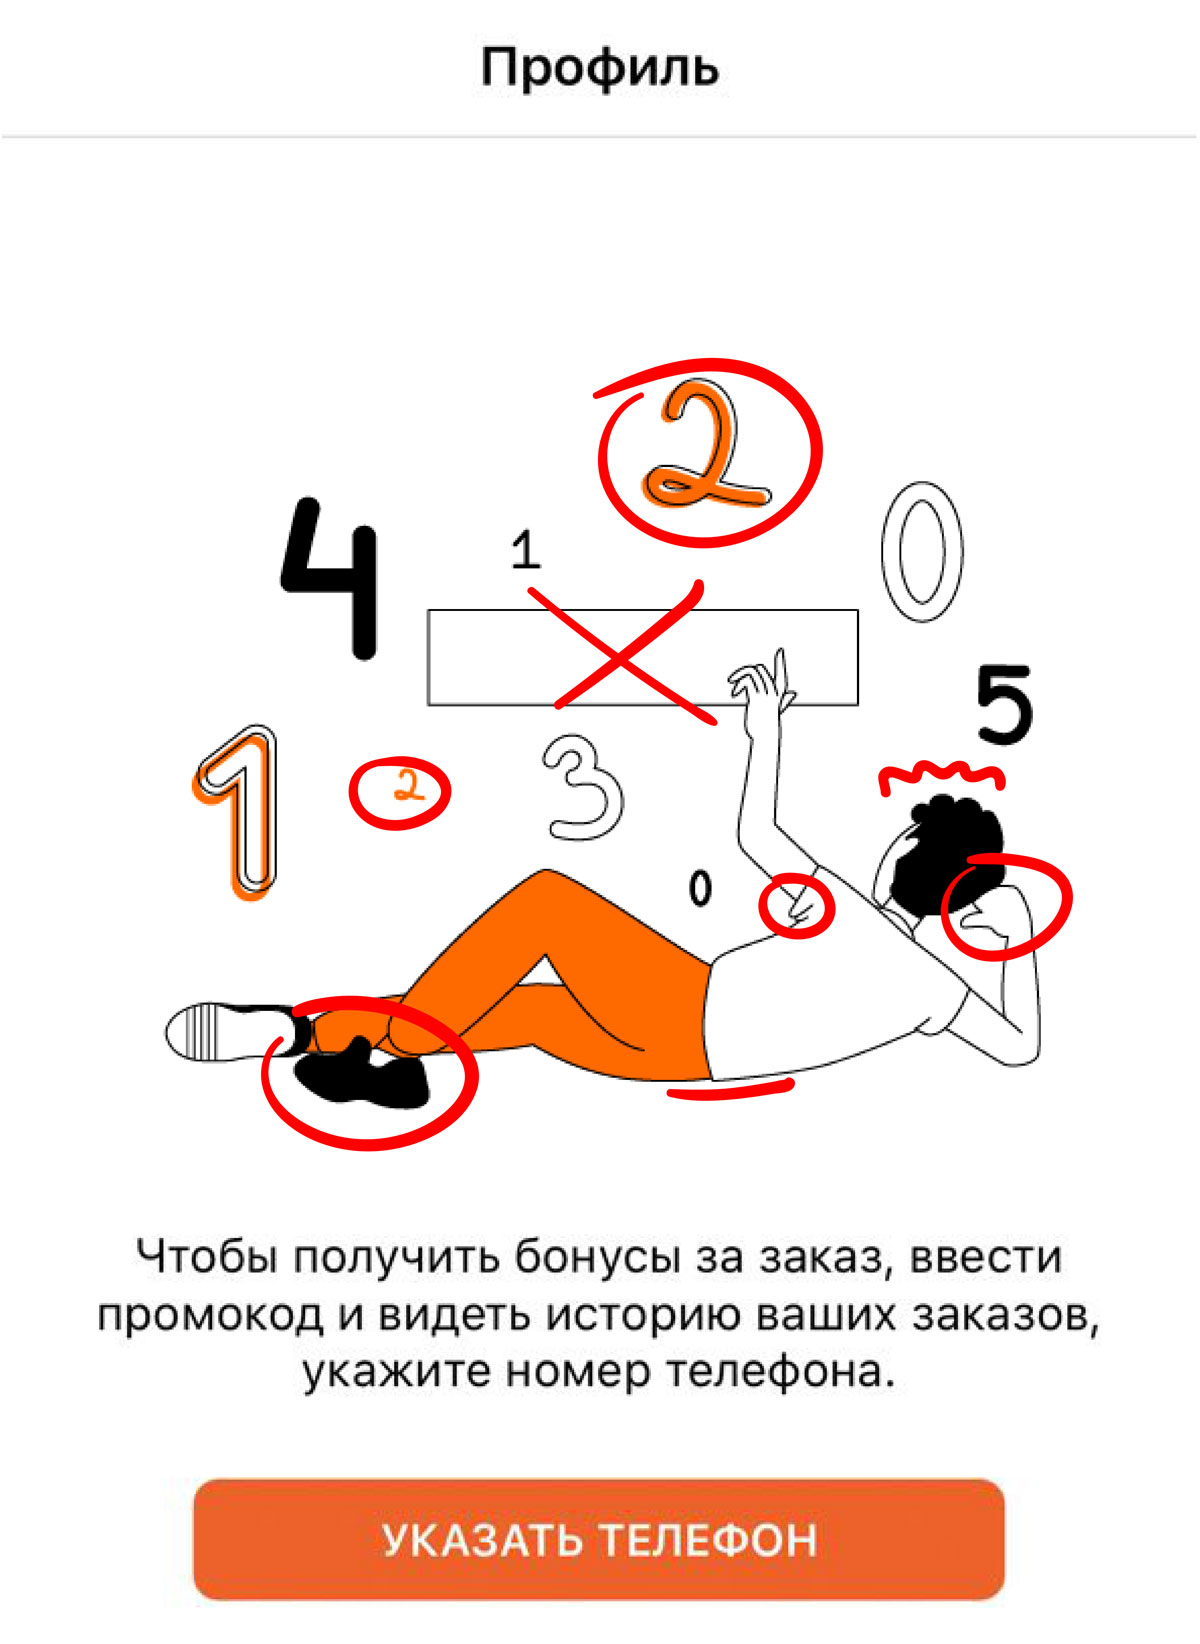 Профиль
2
4
1
0
5
1
2
3
0
Чтобы получить бонусы за заказ, ввести
промокод и видеть историю ваших заказов,
укажите номер телефона.
УКАЗАТЬ ТЕЛЕФОН